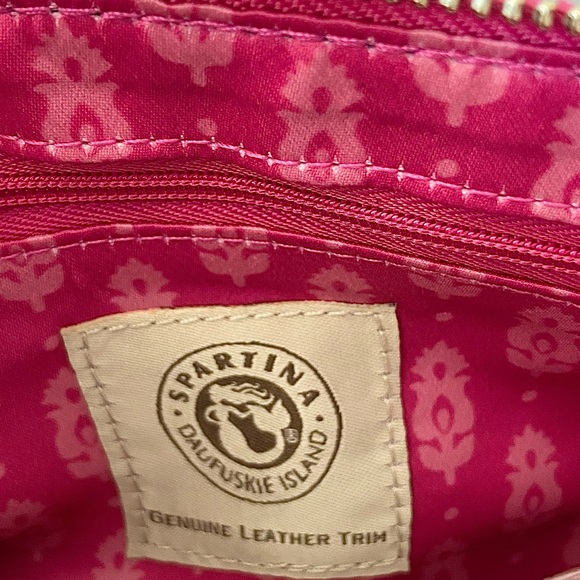 SPARTINA
DAUFUSKIE ISLAND
GENUINE LEATHER TRIM